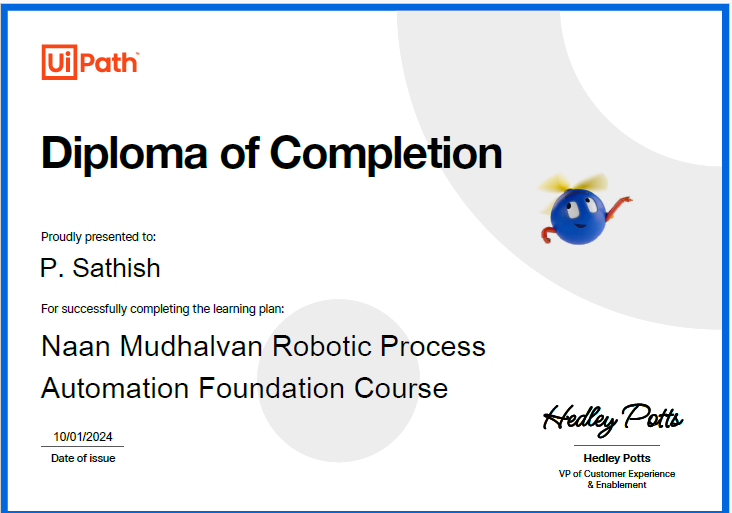 UiPath™
Diploma of Completion
Proudly presented to:
P. Sathish
For successfully completing the learning plan:
Naan Mudhalvan Robotic Process
Automation Foundation Course
10/01/2024
Date of issue
Hedley Potts
Hedley Potts
VP of Customer Experience
& Enablement